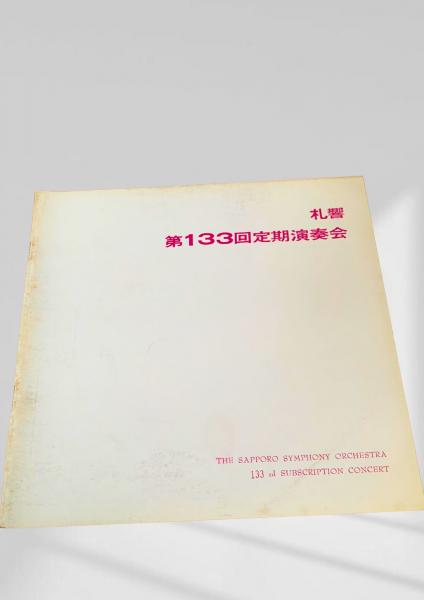 札響
第133回定期演奏会
THE SAPPORO SYMPHONY ORCHESTRA
133 rd SUBSCRIPTION CONCERT